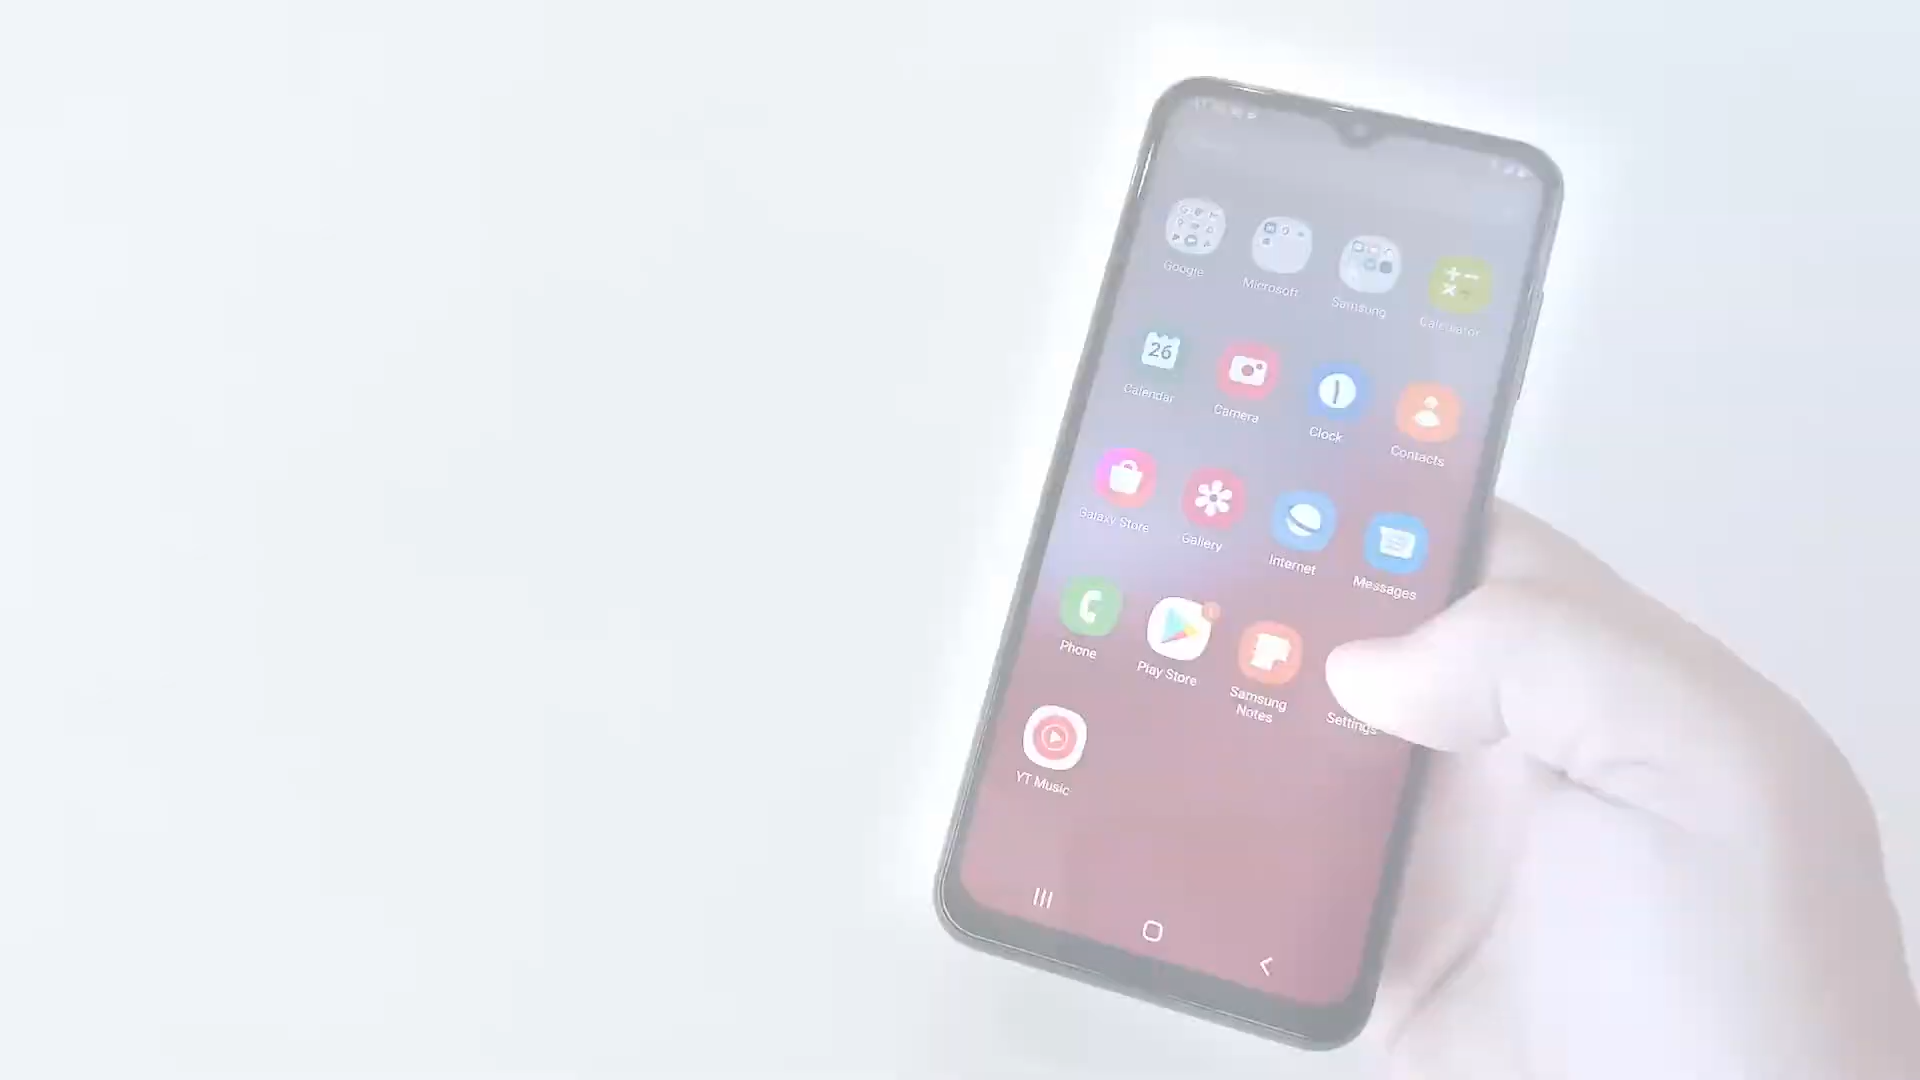 Google
Microsoft
Samsung
Calculator
26
Calendar
Camera
Clock
Contacts
Galaxy Store
Gallery
Internet
Messages
Phone
Play Store
Samsung
Notes
Settings
YT Music